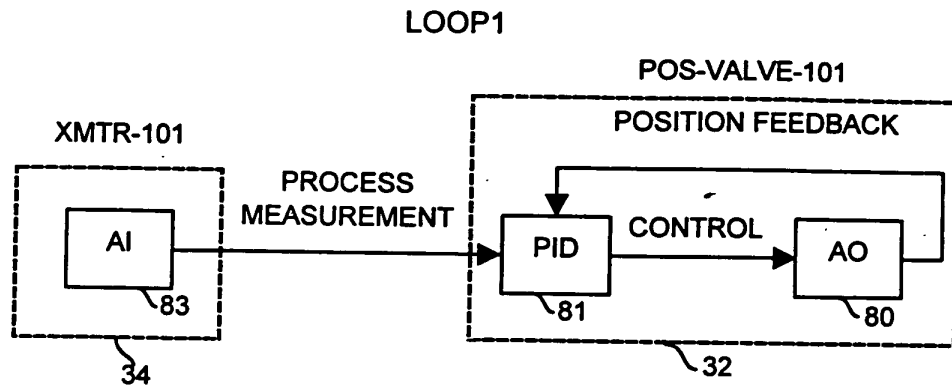 LOOP1
POS-VALVE-101
XMTR-101
POSITION FEEDBACK
PROCESS
MEASUREMENT
AI
PID
CONTROL
AO
83
81
80
34
32